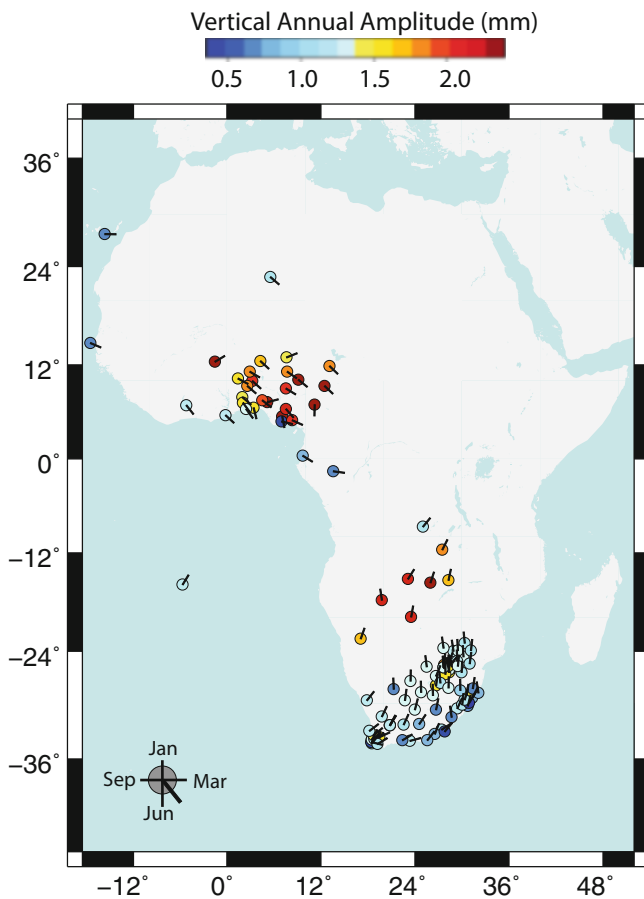 Vertical Annual Amplitude (mm)
0.5 1.0 1.5 2.0
36˚
24˚
12˚
0˚
−12˚
−24˚
−36˚
Jan
Sep Mar
Jun
−12˚ 0˚ 12˚ 24˚ 36˚ 48˚